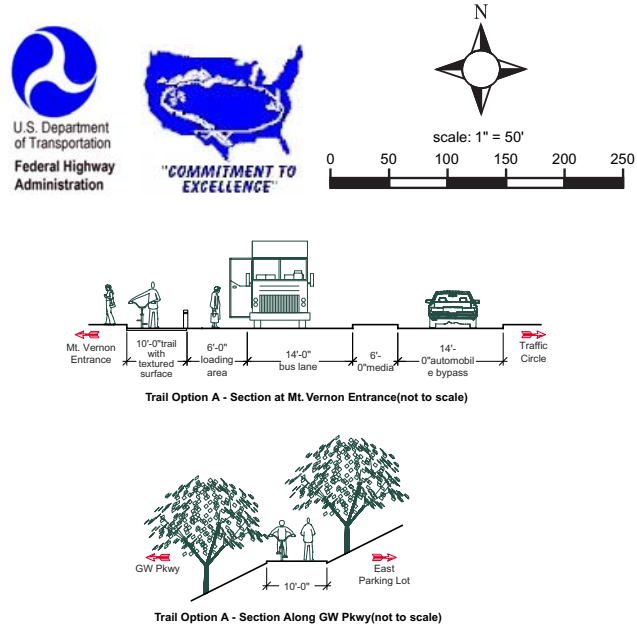 U.S. Department
of Transportation
Federal Highway
Administration
"COMMITMENT TO
EXCELLENCE"
N
scale: 1" = 50'
0 50 100 150 200 250
Mt. Vernon
Entrance
10'-0"trail
with
textured
surface
6'-0"
loading
area
14'-0"
bus lane
6'-
0"media
14'-
0"automobil
e bypass
Traffic
Circle
Trail Option A - Section at Mt. Vernon Entrance(not to scale)
GW Pkwy
10'-0"
East
Parking Lot
Trail Option A - Section Along GW Pkwy(not to scale)